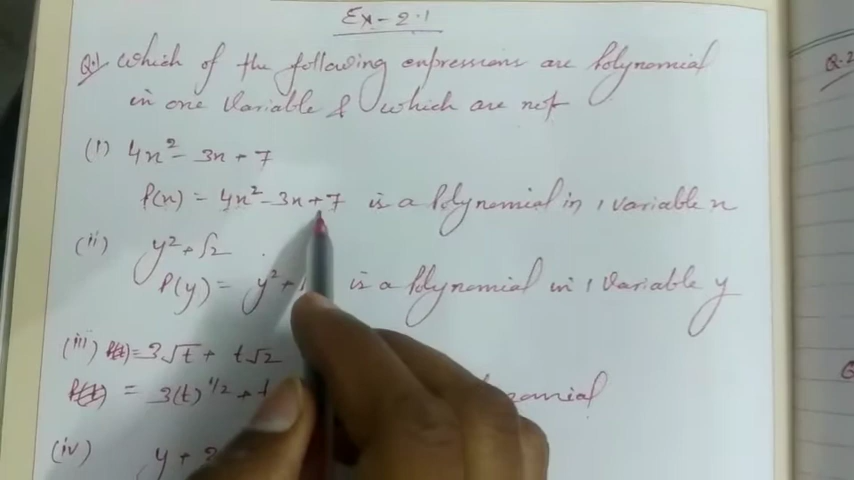 Ex-2.1
Q.1 Which of the following expressions are Polynomial
in one variable & which are not
(i) 4x² - 3x + 7
P(x) = 4x² - 3x + 7 is a Polynomial in 1 variable x
(ii) y² + √2
P(y) = y² + is a Polynomial in 1 variable y
(iii) P(t) = 3√t + t√2
= 3(t)^1/2 +
(iv) y +
Q.2